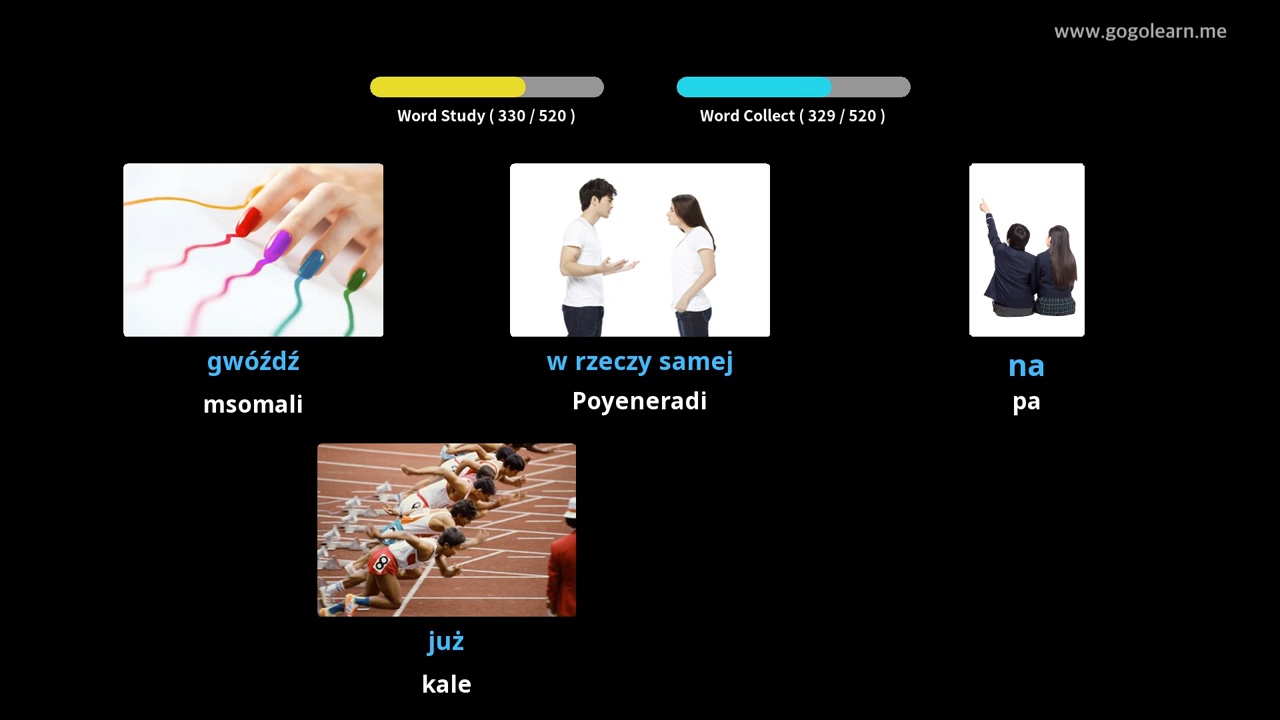 www.gogolearn.me
Word Study ( 330 / 520 )
Word Collect ( 329 / 520 )
gwóźdź
msomali
w rzeczy samej
Poyeneradi
na
pa
już
kale